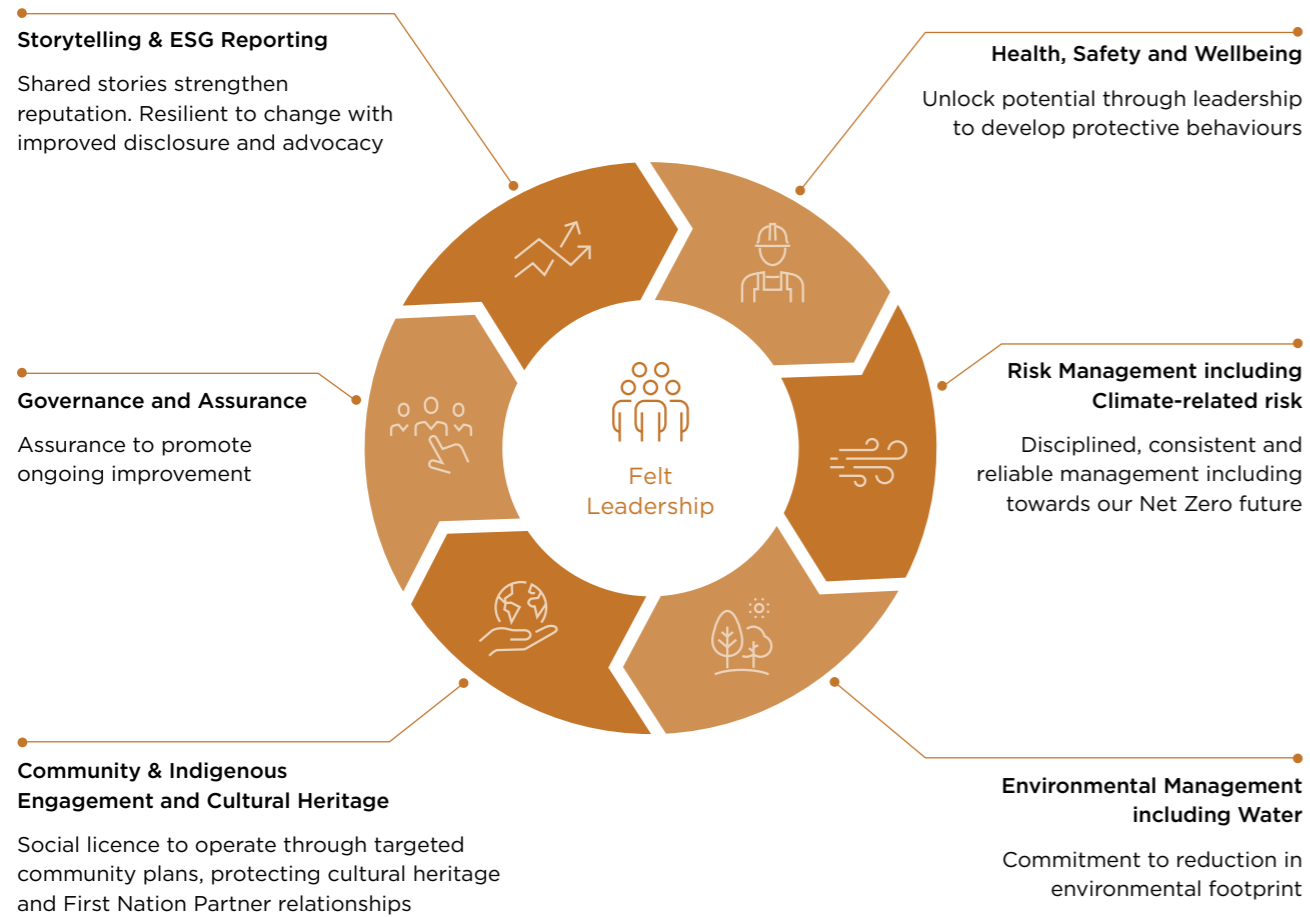 Storytelling & ESG Reporting
Shared stories strengthen
reputation. Resilient to change with
improved disclosure and advocacy
Health, Safety and Wellbeing
Unlock potential through leadership
to develop protective behaviours
Governance and Assurance
Assurance to promote
ongoing improvement
Felt
Leadership
Risk Management including
Climate-related risk
Disciplined, consistent and
reliable management including
towards our Net Zero future
Community & Indigenous
Engagement and Cultural Heritage
Social licence to operate through targeted
community plans, protecting cultural heritage
and First Nation Partner relationships
Environmental Management
including Water
Commitment to reduction in
environmental footprint